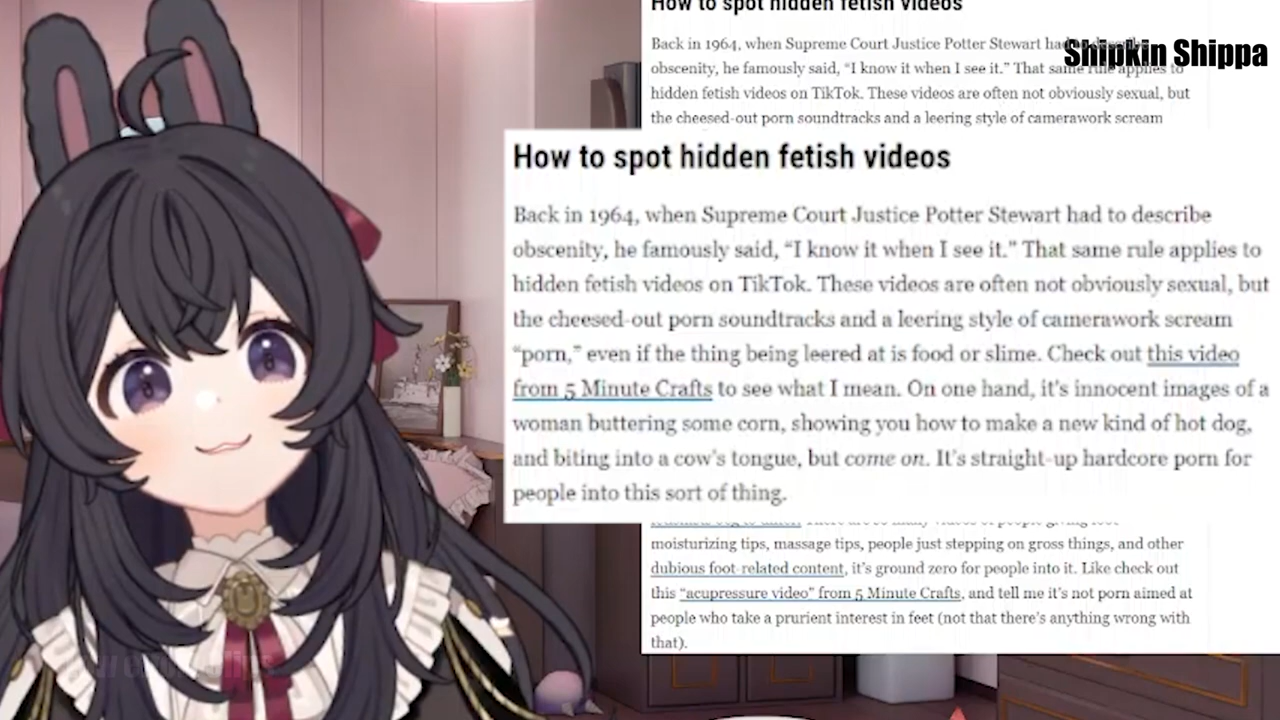 How to spot hidden fetish videos
Back in 1964, when Supreme Court Justice Potter Stewart had to describe
Shipkin Shippa
obscenity, he famously said, “I know it when I see it.” That same rule applies to
hidden fetish videos on TikTok. These videos are often not obviously sexual, but
the cheesed-out porn soundtracks and a leering style of camerawork scream
How to spot hidden fetish videos
Back in 1964, when Supreme Court Justice Potter Stewart had to describe
obscenity, he famously said, “I know it when I see it.” That same rule applies to
hidden fetish videos on TikTok. These videos are often not obviously sexual, but
the cheesed-out porn soundtracks and a leering style of camerawork scream
“porn,” even if the thing being leered at is food or slime. Check out this video
from 5 Minute Crafts to see what I mean. On one hand, it’s innocent images of a
woman buttering some corn, showing you how to make a new kind of hot dog,
and biting into a cow’s tongue, but come on. It’s straight-up hardcore porn for
people into this sort of thing.
moisturizing tips, massage tips, people just stepping on gross things, and other
dubious foot-related content, it’s ground zero for people into it. Like check out
this “acupressure video” from 5 Minute Crafts, and tell me it’s not porn aimed at
people who take a prurient interest in feet (not that there’s anything wrong with
that).